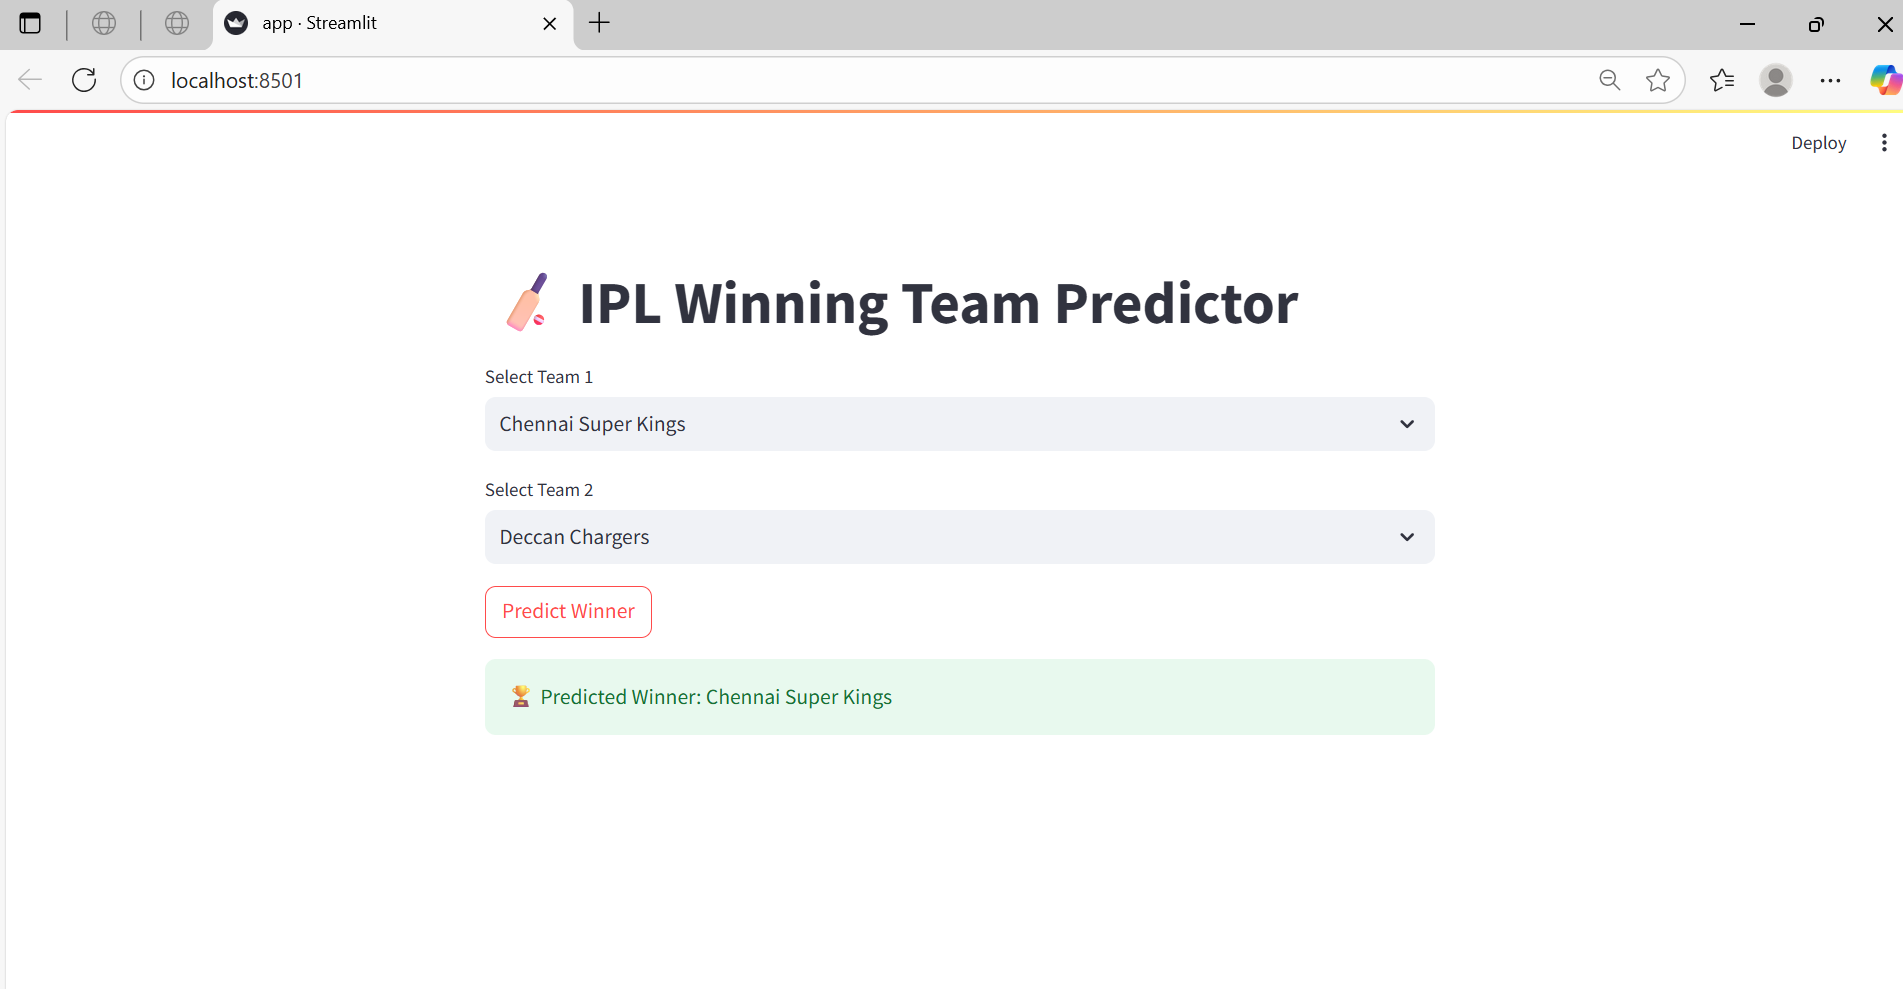 app · Streamlit
localhost:8501
Deploy
IPL Winning Team Predictor
Select Team 1
Chennai Super Kings
Select Team 2
Deccan Chargers
Predict Winner
🏆 Predicted Winner: Chennai Super Kings